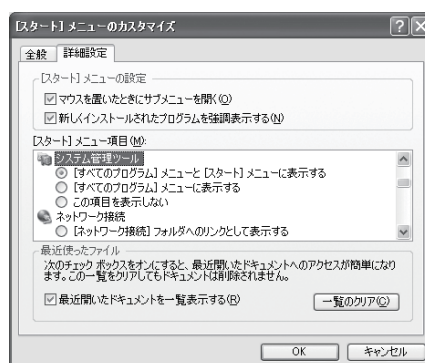 [スタート] メニューのカスタマイズ
全般
詳細設定
[スタート] メニューの設定
マウスを置いたときにサブメニューを開く(O)
新しくインストールされたプログラムを強調表示する(N)
[スタート] メニュー項目(M):
システム管理ツール
[すべてのプログラム] メニューと [スタート] メニューに表示する
[すべてのプログラム] メニューに表示する
この項目を表示しない
ネットワーク接続
[ネットワーク接続] フォルダへのリンクとして表示する
最近使ったファイル
次のチェック ボックスをオンにすると、最近開いたドキュメントへのアクセスが簡単になり
ます。この一覧をクリアしてもドキュメントは削除されません。
最近開いたドキュメントを一覧表示する(R)
一覧のクリア(C)
OK
キャンセル